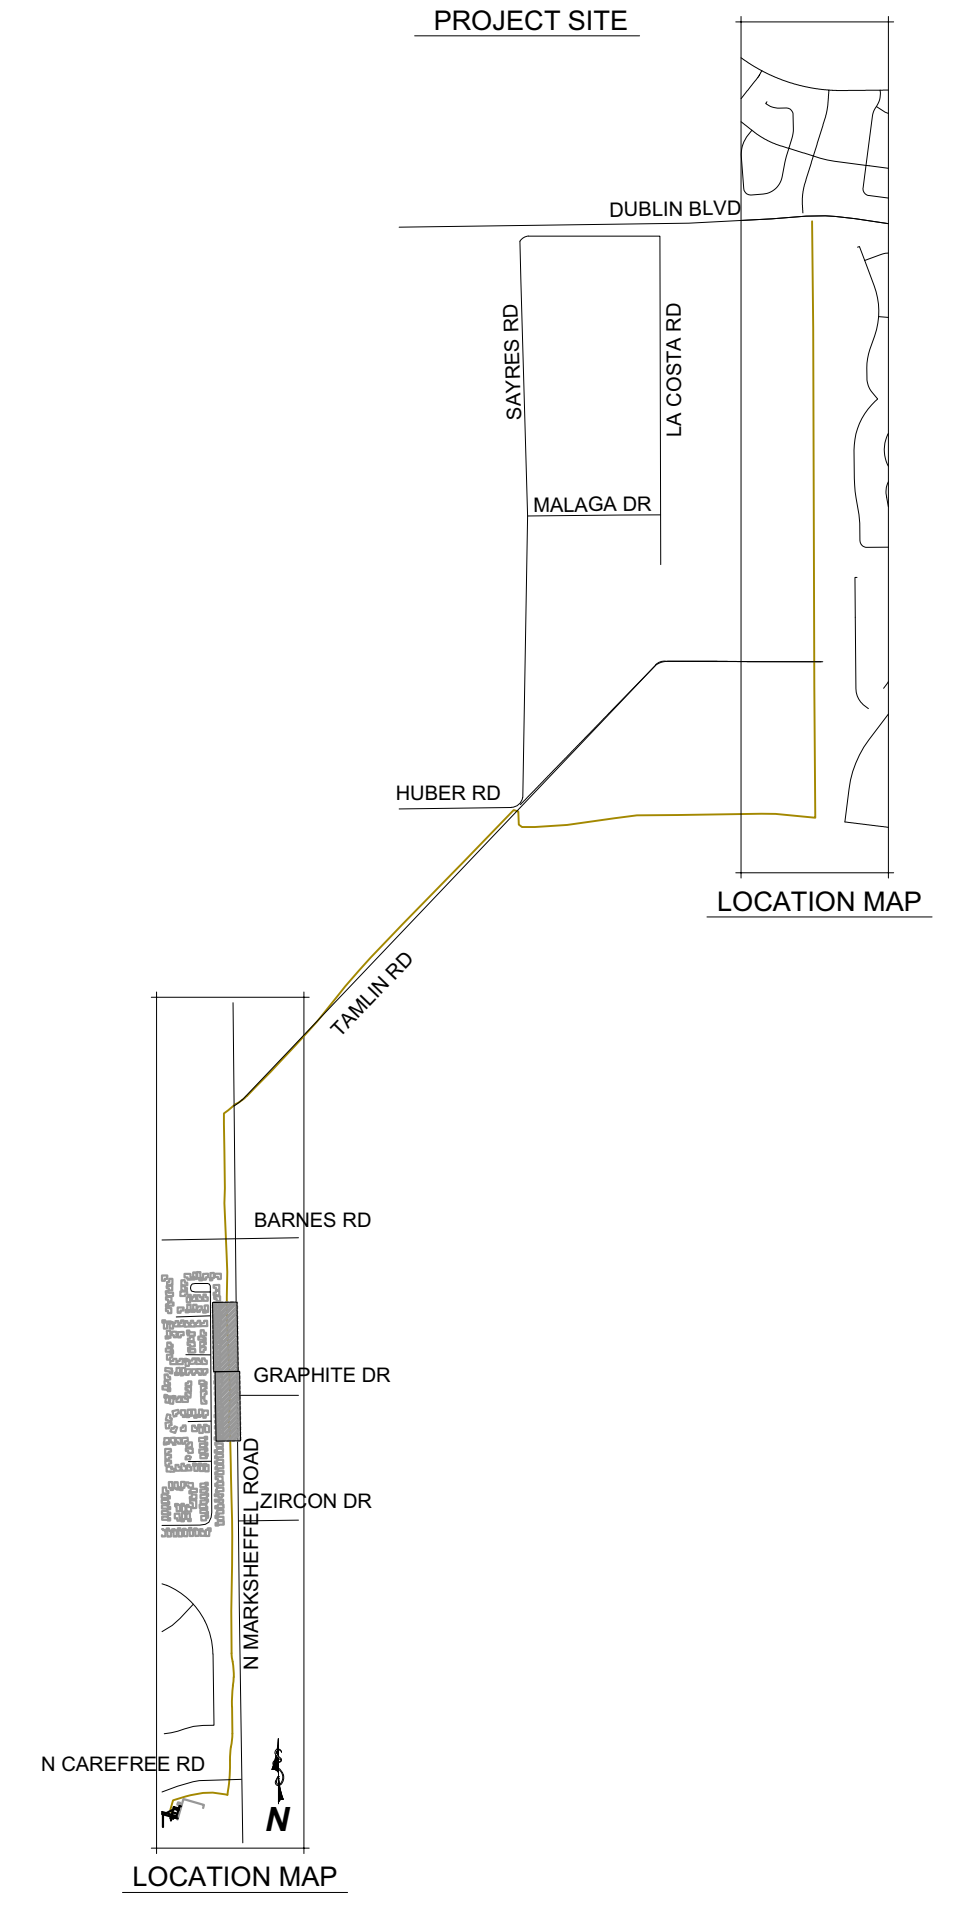 PROJECT SITE
DUBLIN BLVD
SAYRES RD
LA COSTA RD
MALAGA DR
HUBER RD
LOCATION MAP
TAMLIN RD
BARNES RD
GRAPHITE DR
N MARKSHEFFEL ROAD
ZIRCON DR
N CAREFREE RD
N
LOCATION MAP